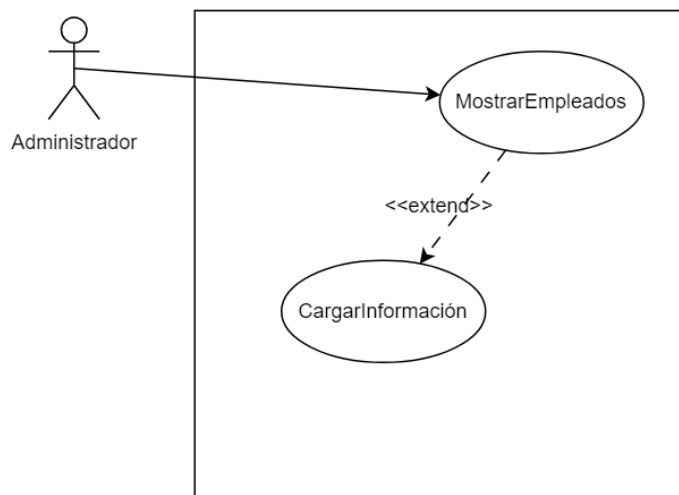 MostrarEmpleados
Administrador
<<extend>>
CargarInformación